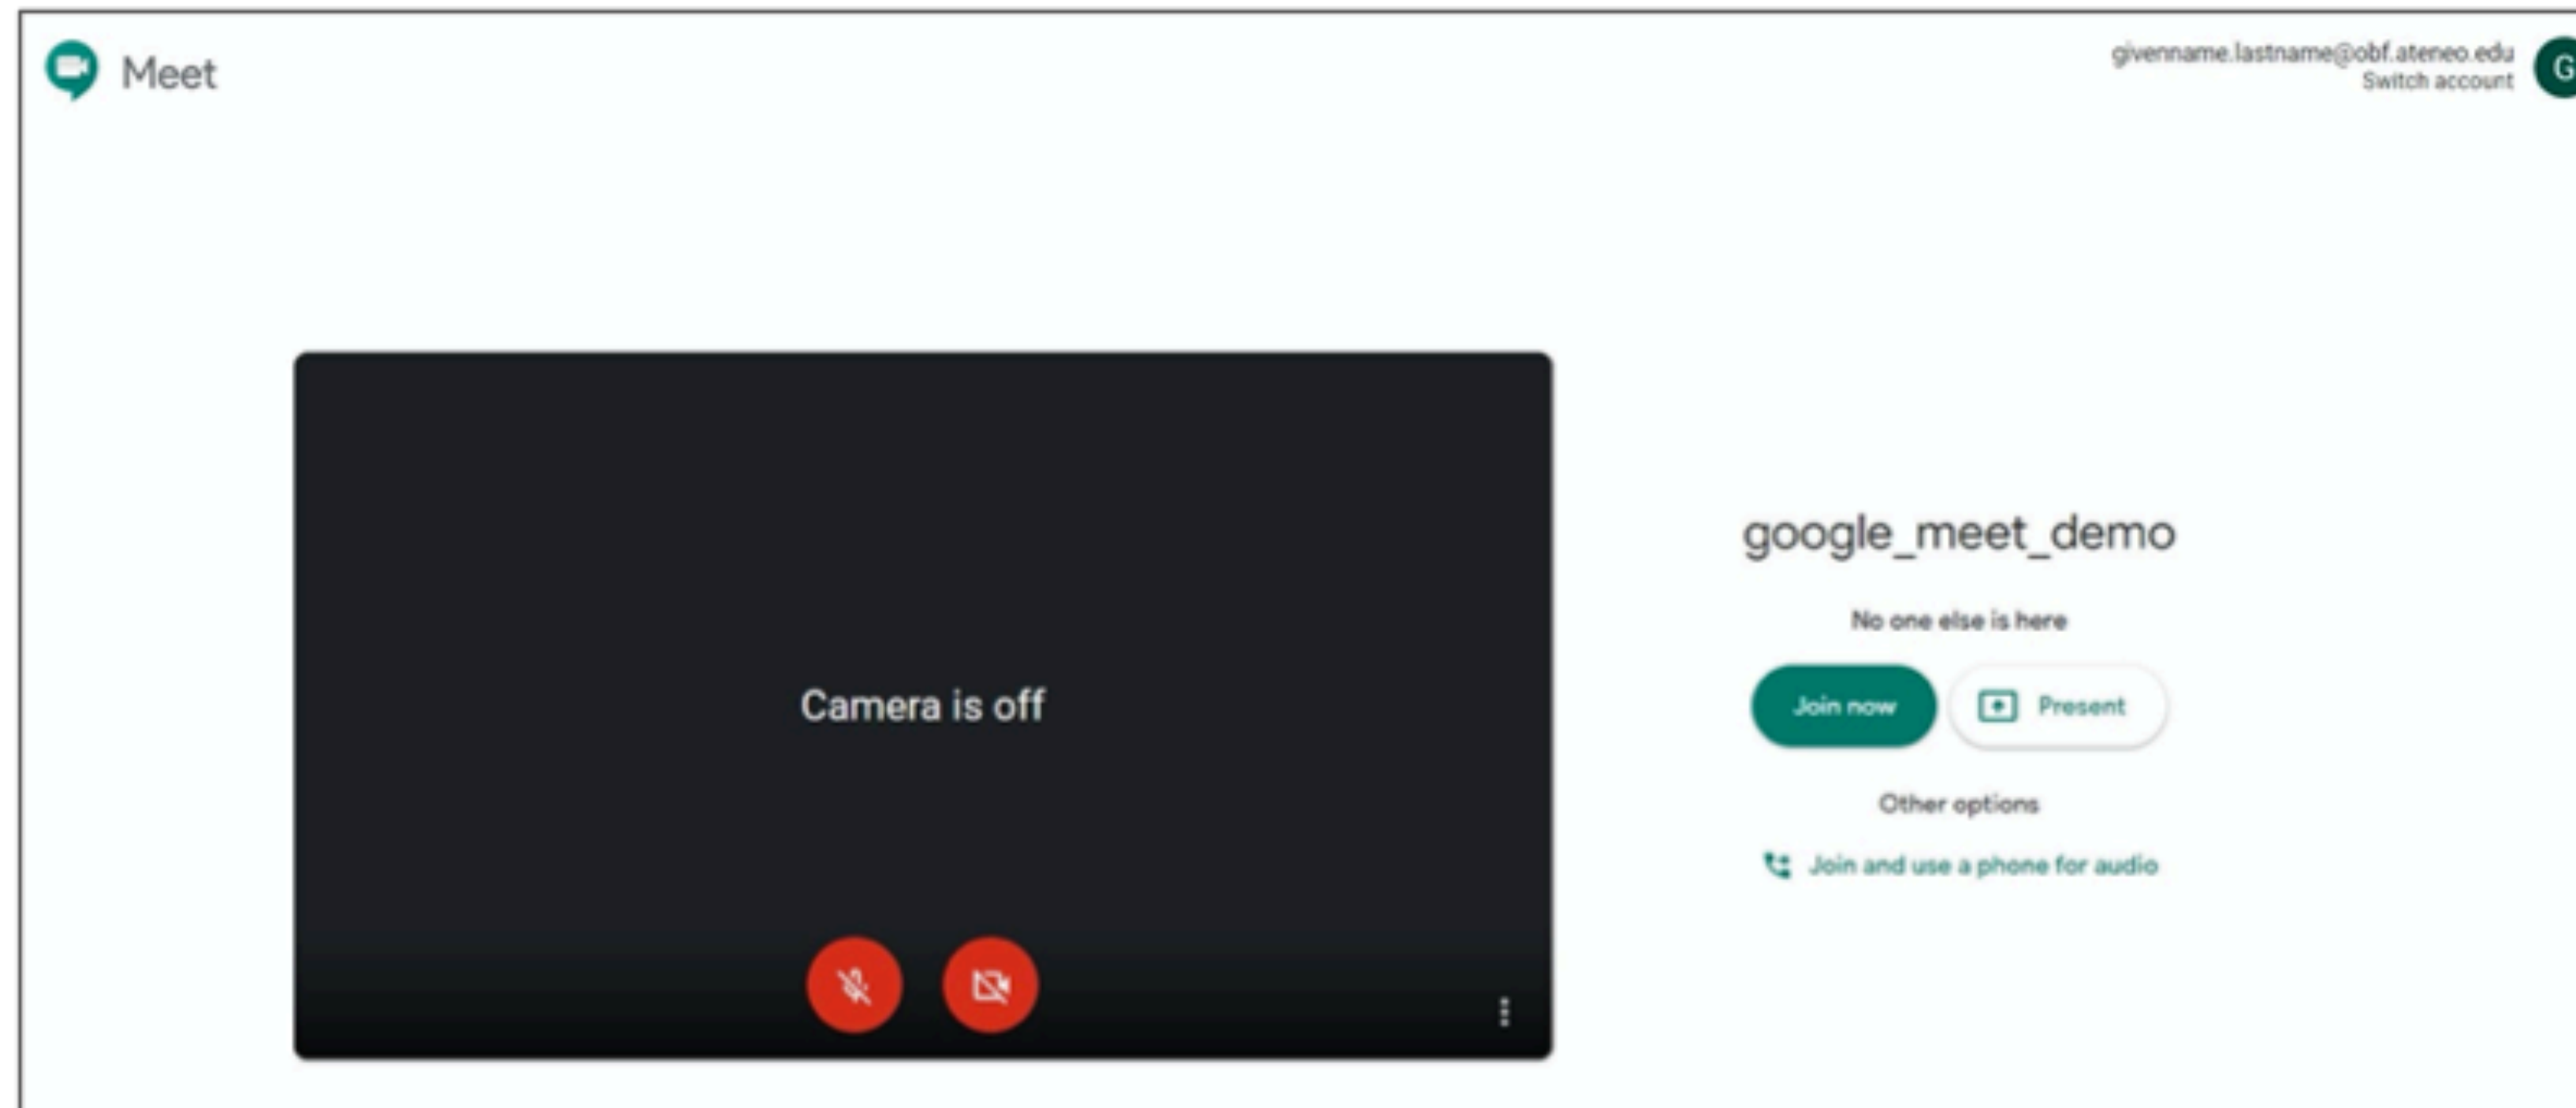 Meet
givenname.lastname@obf.ateneo.edu
Switch account
G
Camera is off
google_meet_demo
No one else is here
Join now
Present
Other options
Join and use a phone for audio